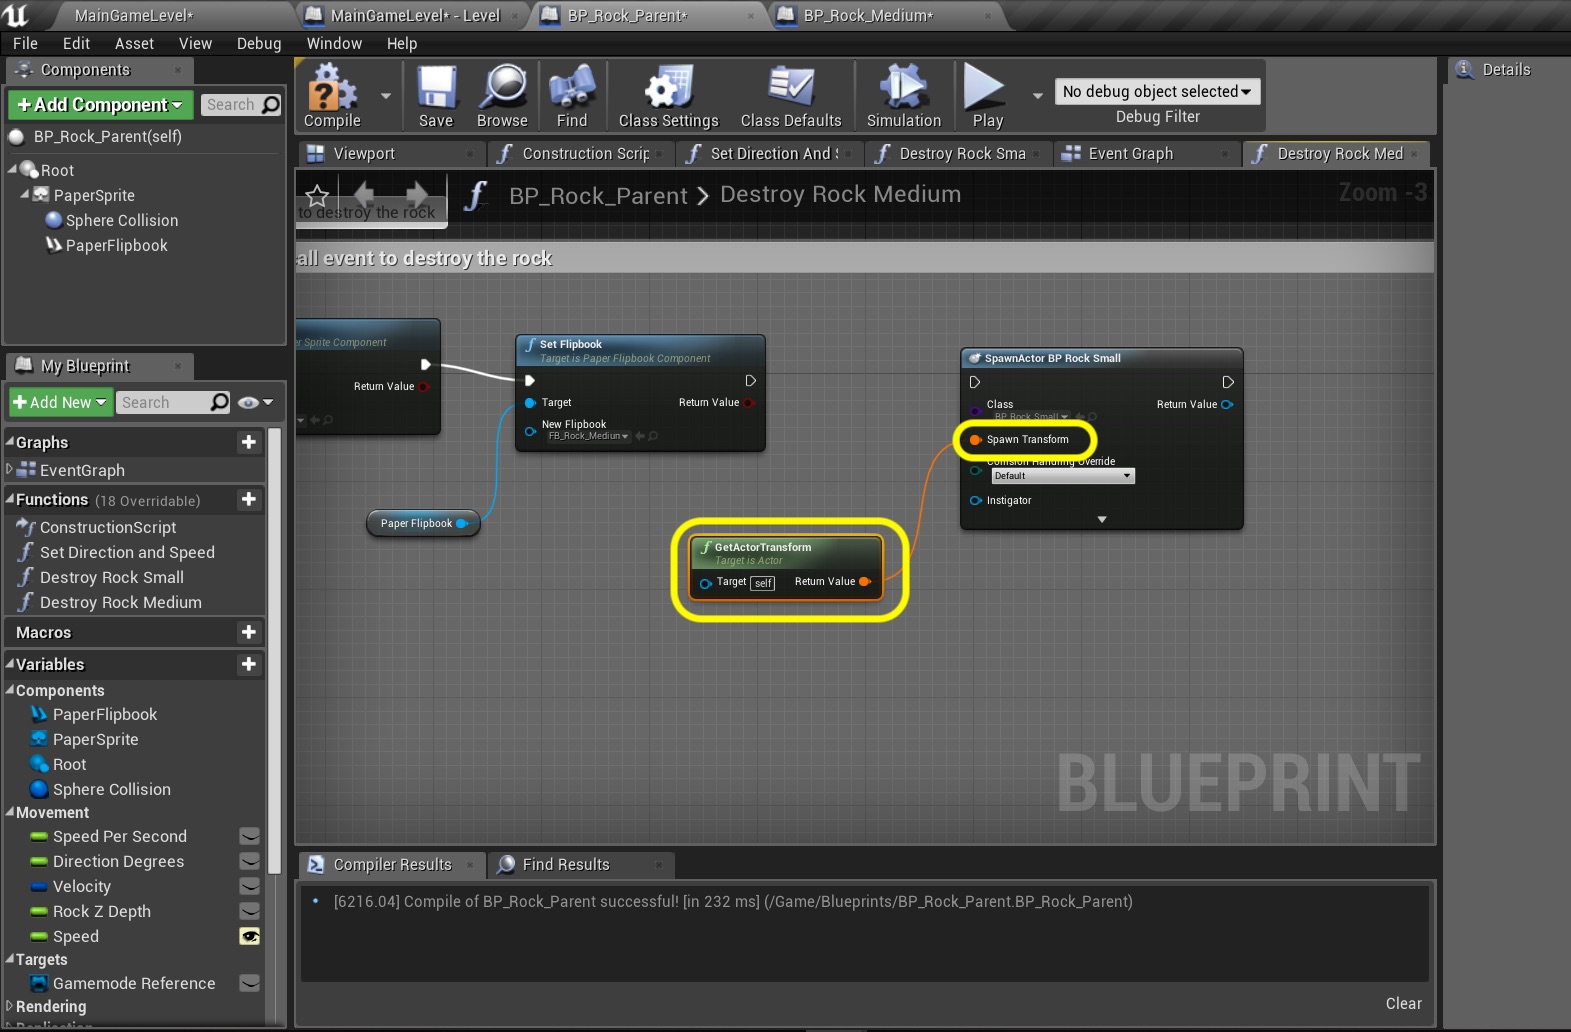 MainGameLevel*
MainGameLevel* - Level
BP_Rock_Parent*
BP_Rock_Medium*
File Edit Asset View Debug Window Help
Components
Details
Add Component
Search
BP_Rock_Parent(self)
Root
PaperSprite
Sphere Collision
PaperFlipbook
Compile
Save
Browse
Find
Class Settings
Class Defaults
Simulation
Play
No debug object selected
Debug Filter
Viewport
Construction Scrip
Set Direction And S
Destroy Rock Sma
Event Graph
Destroy Rock Med
BP_Rock_Parent > Destroy Rock Medium
Zoom -3
to destroy the rock
all event to destroy the rock
er Sprite Component
Return Value
Set Flipbook
Target is Paper Flipbook Component
Target
Return Value
New Flipbook
FB_Rock_Mediun
Paper Flipbook
SpawnActor BP Rock Small
Class
BP_Rock_Small
Return Value
Spawn Transform
Collision Handling Override
Default
Instigator
GetActorTransform
Target is Actor
Target self Return Value
BLUEPRINT
My Blueprint
Add New
Search
Graphs
EventGraph
Functions (18 Overridable)
ConstructionScript
Set Direction and Speed
Destroy Rock Small
Destroy Rock Medium
Macros
Variables
Components
PaperFlipbook
PaperSprite
Root
Sphere Collision
Movement
Speed Per Second
Direction Degrees
Velocity
Rock Z Depth
Speed
Targets
Gamemode Reference
Rendering
Replication
Compiler Results
Find Results
[6216.04] Compile of BP_Rock_Parent successful! [in 232 ms] (/Game/Blueprints/BP_Rock_Parent.BP_Rock_Parent)
Clear